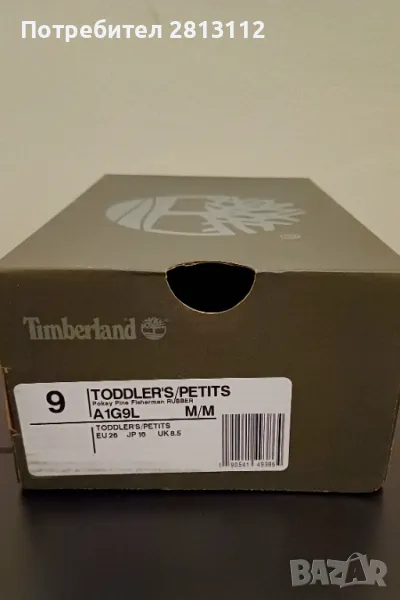 Потребител 2813112
®
Timberland
9
TODDLER'S/PETITS
Pokey Pine Fisherman RUBBER
A1G9L M/M
TODDLER'S/PETITS
EU 26 JP 16 UK 8.5
BAZAR